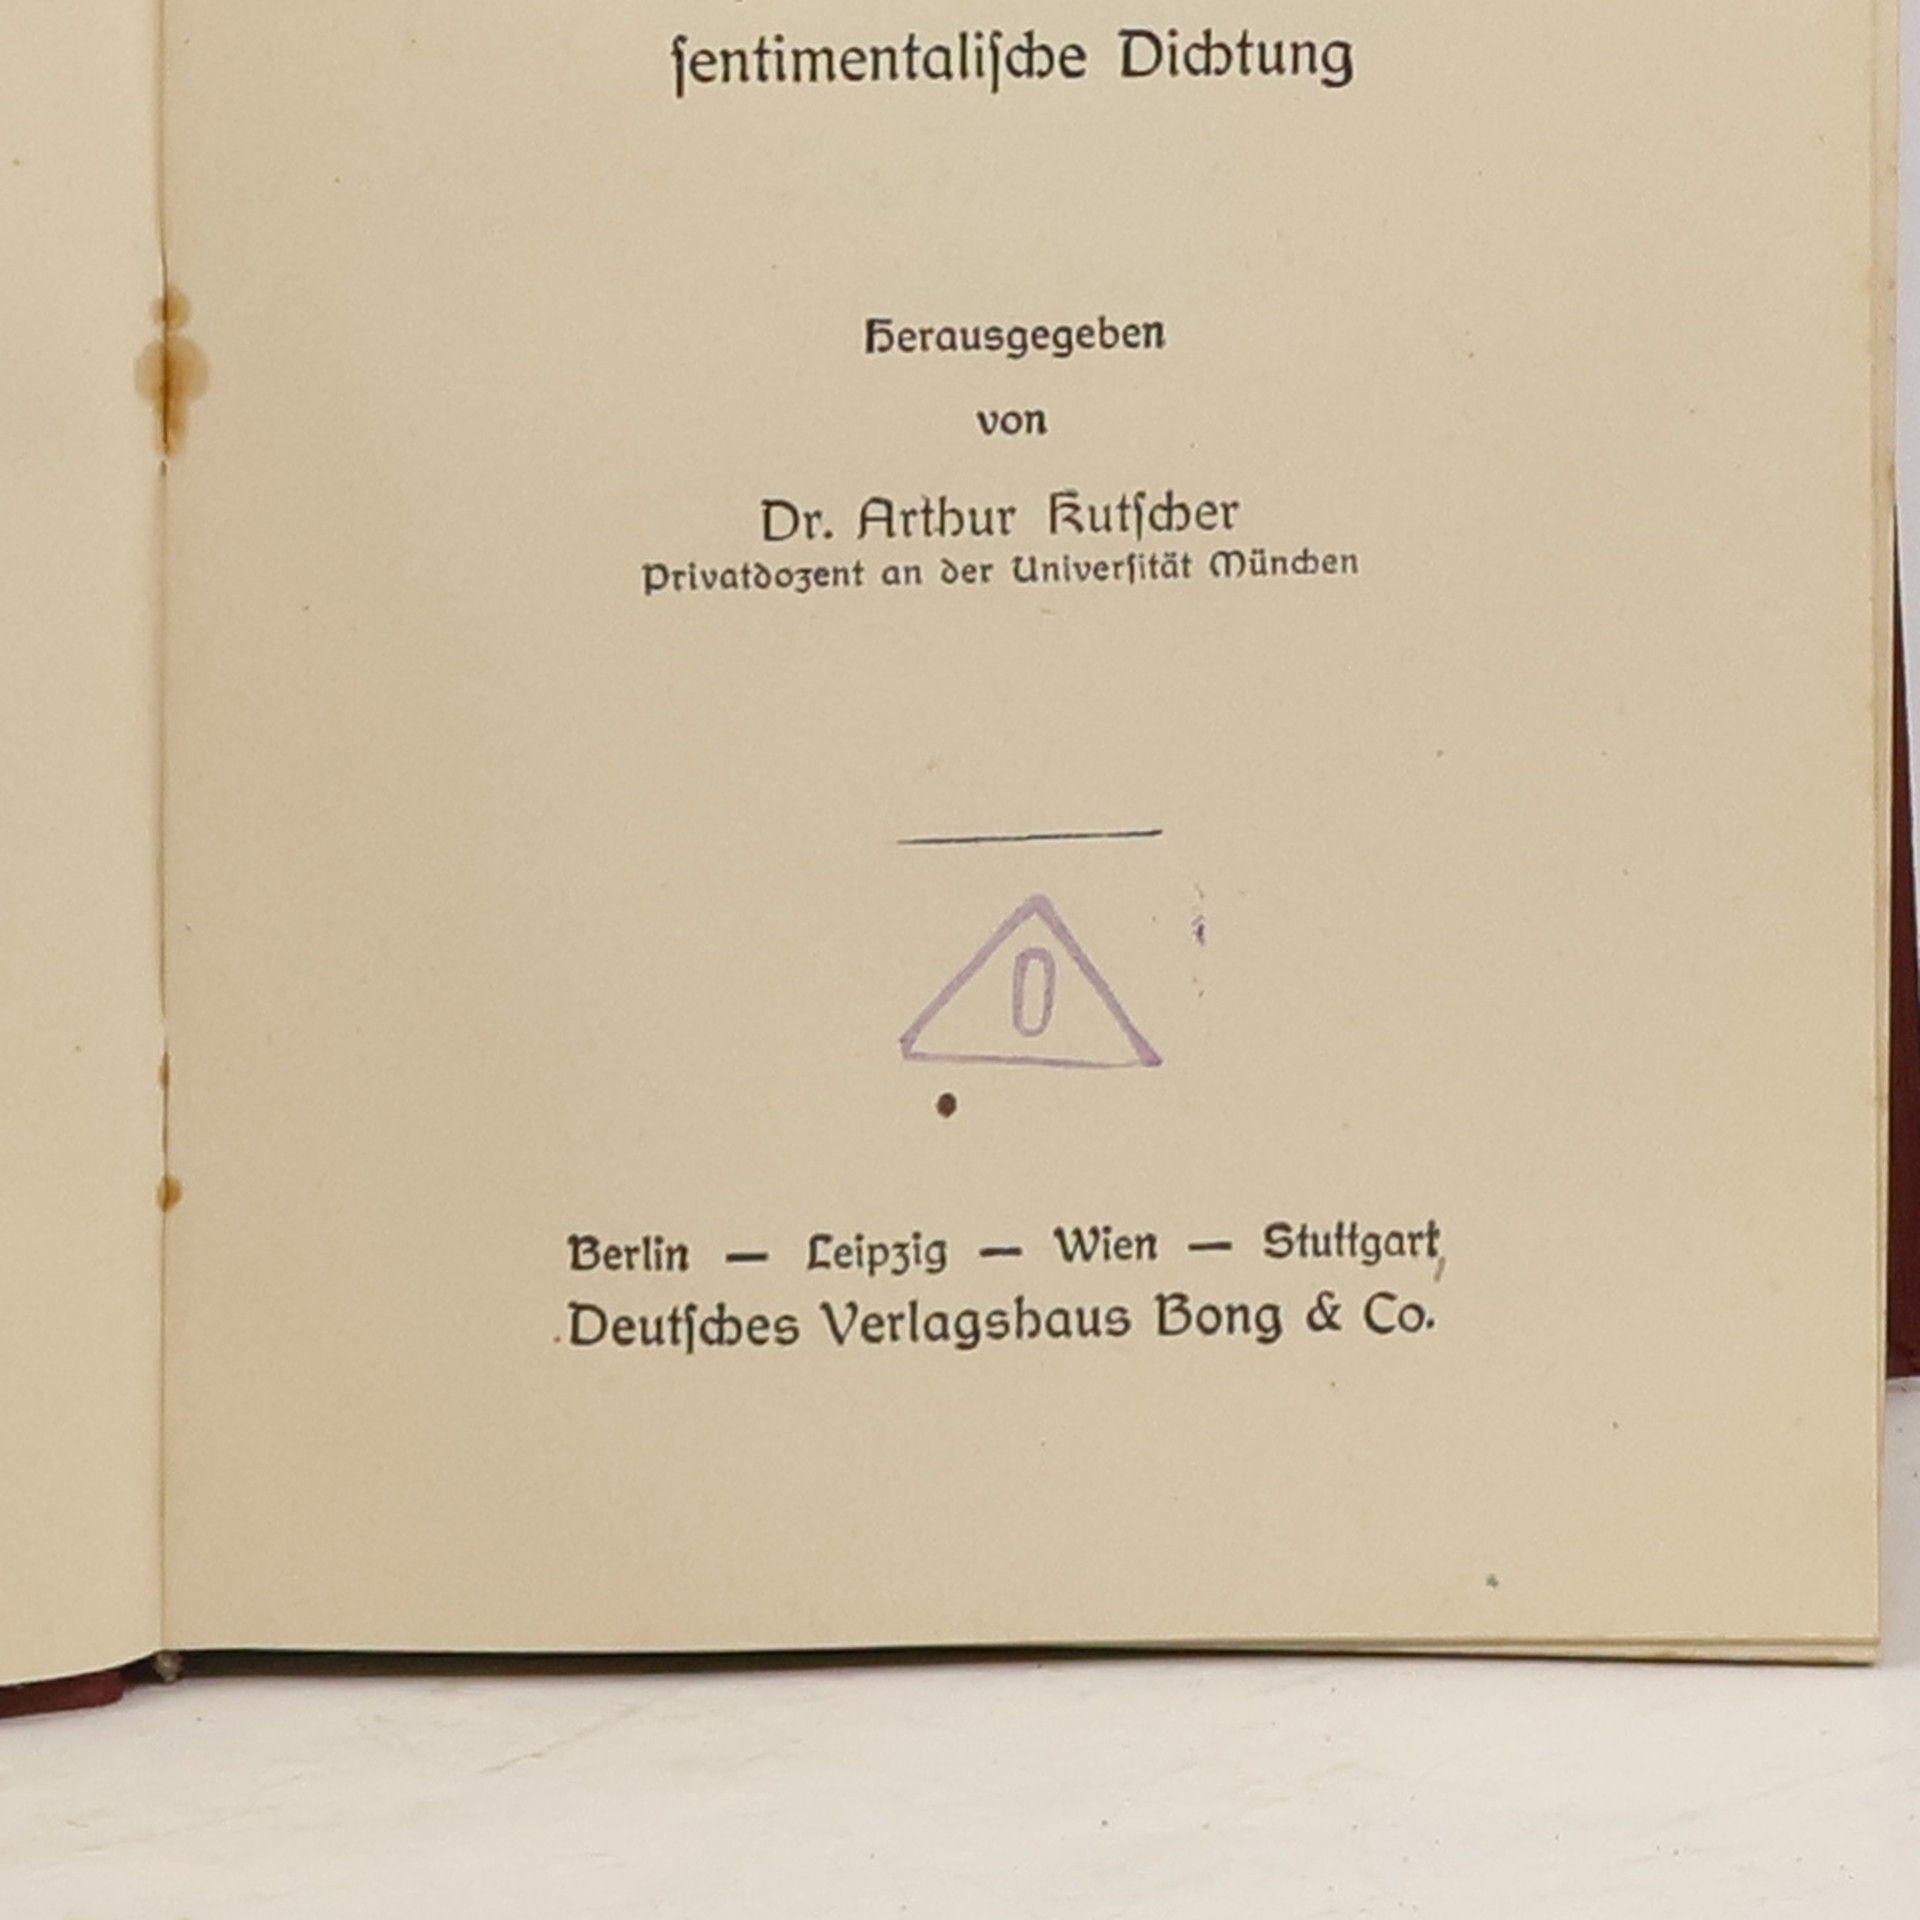 ſentimentaliſche Dichtung
Herausgegeben
von
Dr. Arthur Kutſcher
Privatdozent an der Univerſität München
0
Berlin — Leipzig — Wien — Stuttgart
Deutſches Verlagshaus Bong & Co.